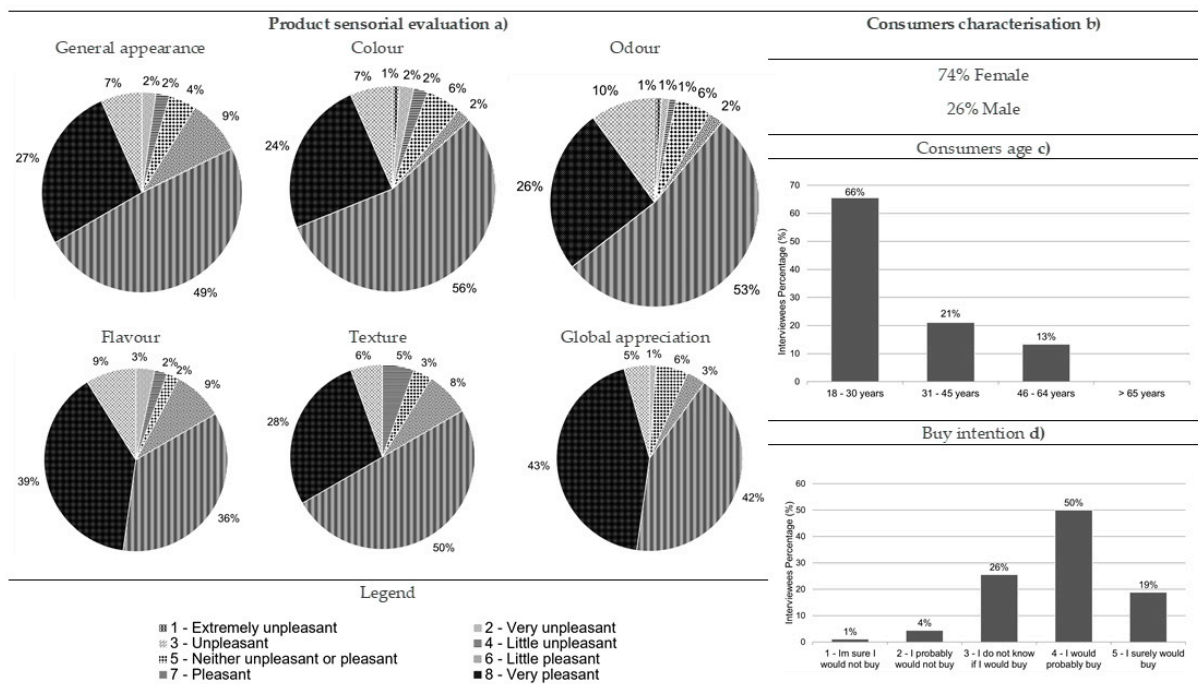 Product sensorial evaluation a)
General appearance
7%
2%
2%
4%
9%
27%
49%
Colour
7%
1%
2%
2%
6%
2%
24%
56%
Odour
10%
1%
1%
1%
6%
2%
26%
53%
Flavour
9%
3%
2%
2%
9%
39%
36%
Texture
6%
5%
3%
8%
28%
50%
Global appreciation
5%
1%
6%
3%
43%
42%
Legend
1 - Extremely unpleasant
2 - Very unpleasant
3 - Unpleasant
4 - Little unpleasant
5 - Neither unpleasant or pleasant
6 - Little pleasant
7 - Pleasant
8 - Very pleasant
Consumers characterisation b)
74% Female
26% Male
Consumers age c)
Interviewees Percentage (%)
70
60
50
40
30
20
10
0
66%
21%
13%
18 - 30 years
31 - 45 years
46 - 64 years
> 65 years
Buy intention d)
Interviewees Percentage (%)
60
50
40
30
20
10
0
1%
4%
26%
50%
19%
1 - Im sure I
would not buy
2 - I probably
would not buy
3 - I do not know
if I would buy
4 - I would
probably buy
5 - I surely would
buy